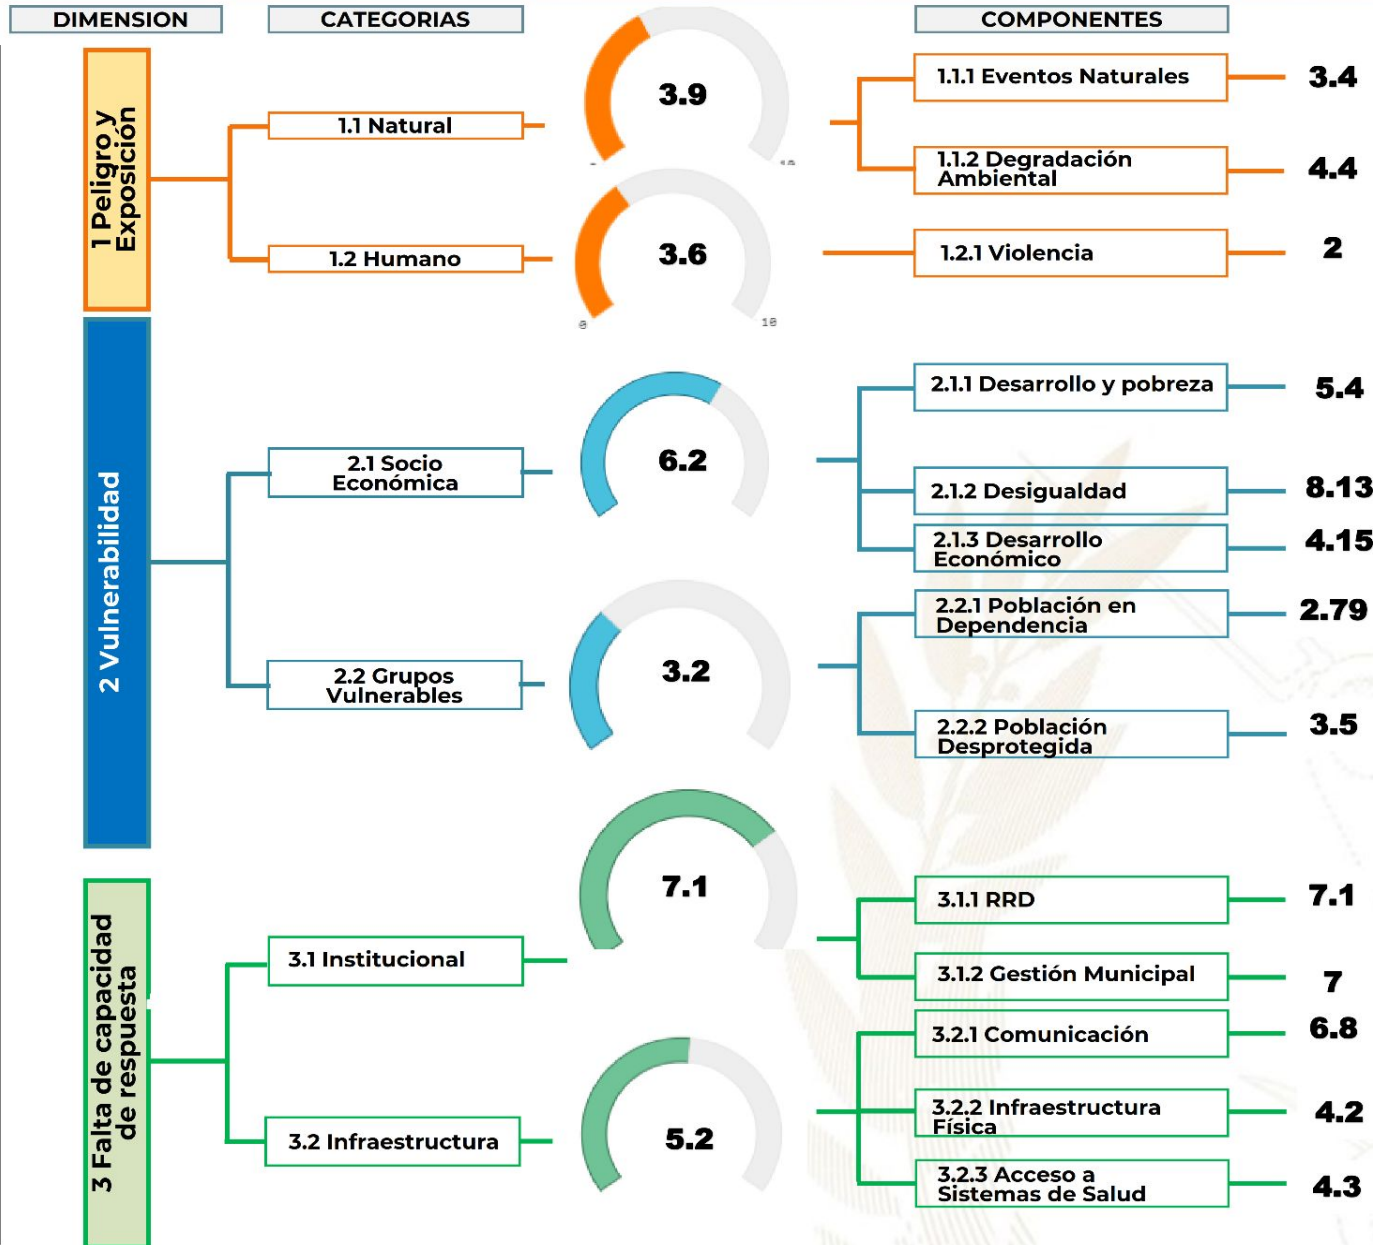 DIMENSION
CATEGORIAS
COMPONENTES
1 Peligro y
Exposición
1.1 Natural
3.9
10
1.1.1 Eventos Naturales
3.4
1.1.2 Degradación
Ambiental
4.4
1.2 Humano
3.6
0
10
1.2.1 Violencia
2
2 Vulnerabilidad
2.1 Socio
Económica
6.2
2.1.1 Desarrollo y pobreza
5.4
2.1.2 Desigualdad
8.13
2.1.3 Desarrollo
Económico
4.15
2.2 Grupos
Vulnerables
3.2
2.2.1 Población en
Dependencia
2.79
2.2.2 Población
Desprotegida
3.5
3 Falta de capacidad
de respuesta
3.1 Institucional
7.1
3.1.1 RRD
7.1
3.1.2 Gestión Municipal
7
3.2 Infraestructura
5.2
3.2.1 Comunicación
6.8
3.2.2 Infraestructura
Física
4.2
3.2.3 Acceso a
Sistemas de Salud
4.3